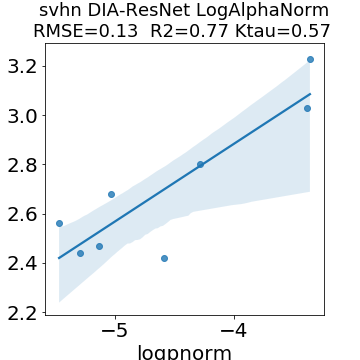 svhn DIA-ResNet LogAlphaNorm
RMSE=0.13 R2=0.77 Ktau=0.57
3.2
3.0
2.8
2.6
2.4
2.2
−5 −4
logpnorm